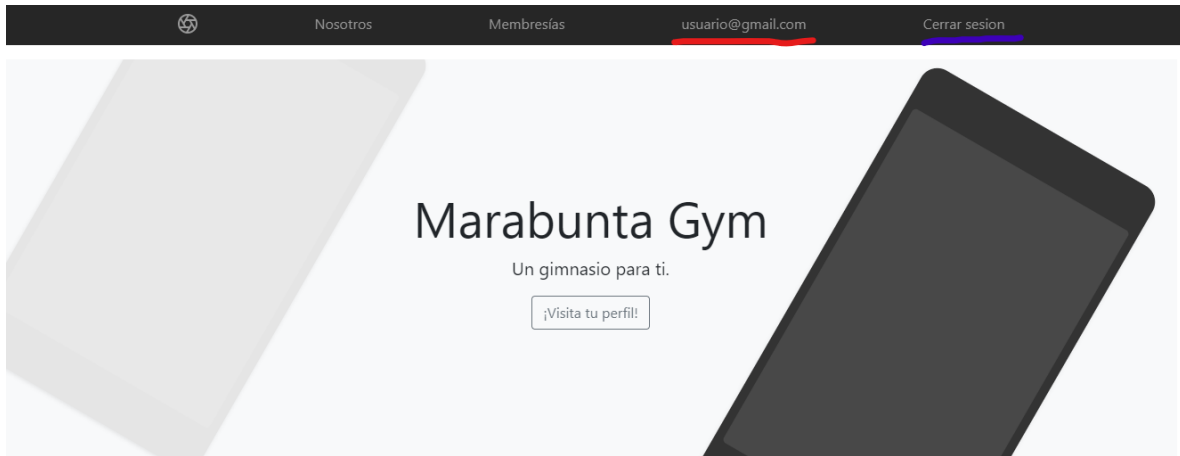 Nosotros Membresías usuario@gmail.com Cerrar sesion
Marabunta Gym
Un gimnasio para ti.
¡Visita tu perfil!